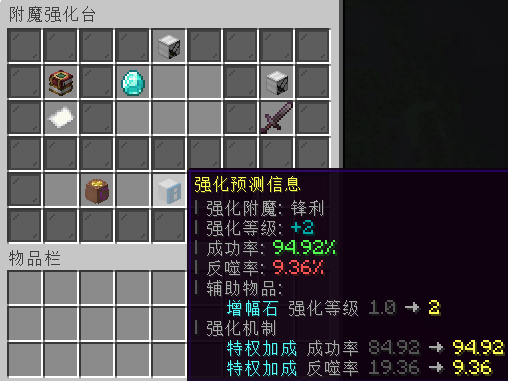 附魔强化台
强化预测信息
| 强化附魔: 锋利
| 强化等级: +2
| 成功率: 94.92%
| 反噬率: 9.36%
| 辅助物品:
增幅石 强化等级 1.0 → 2
| 强化机制
特权加成 成功率 84.92 → 94.92
特权加成 反噬率 19.36 → 9.36
物品栏